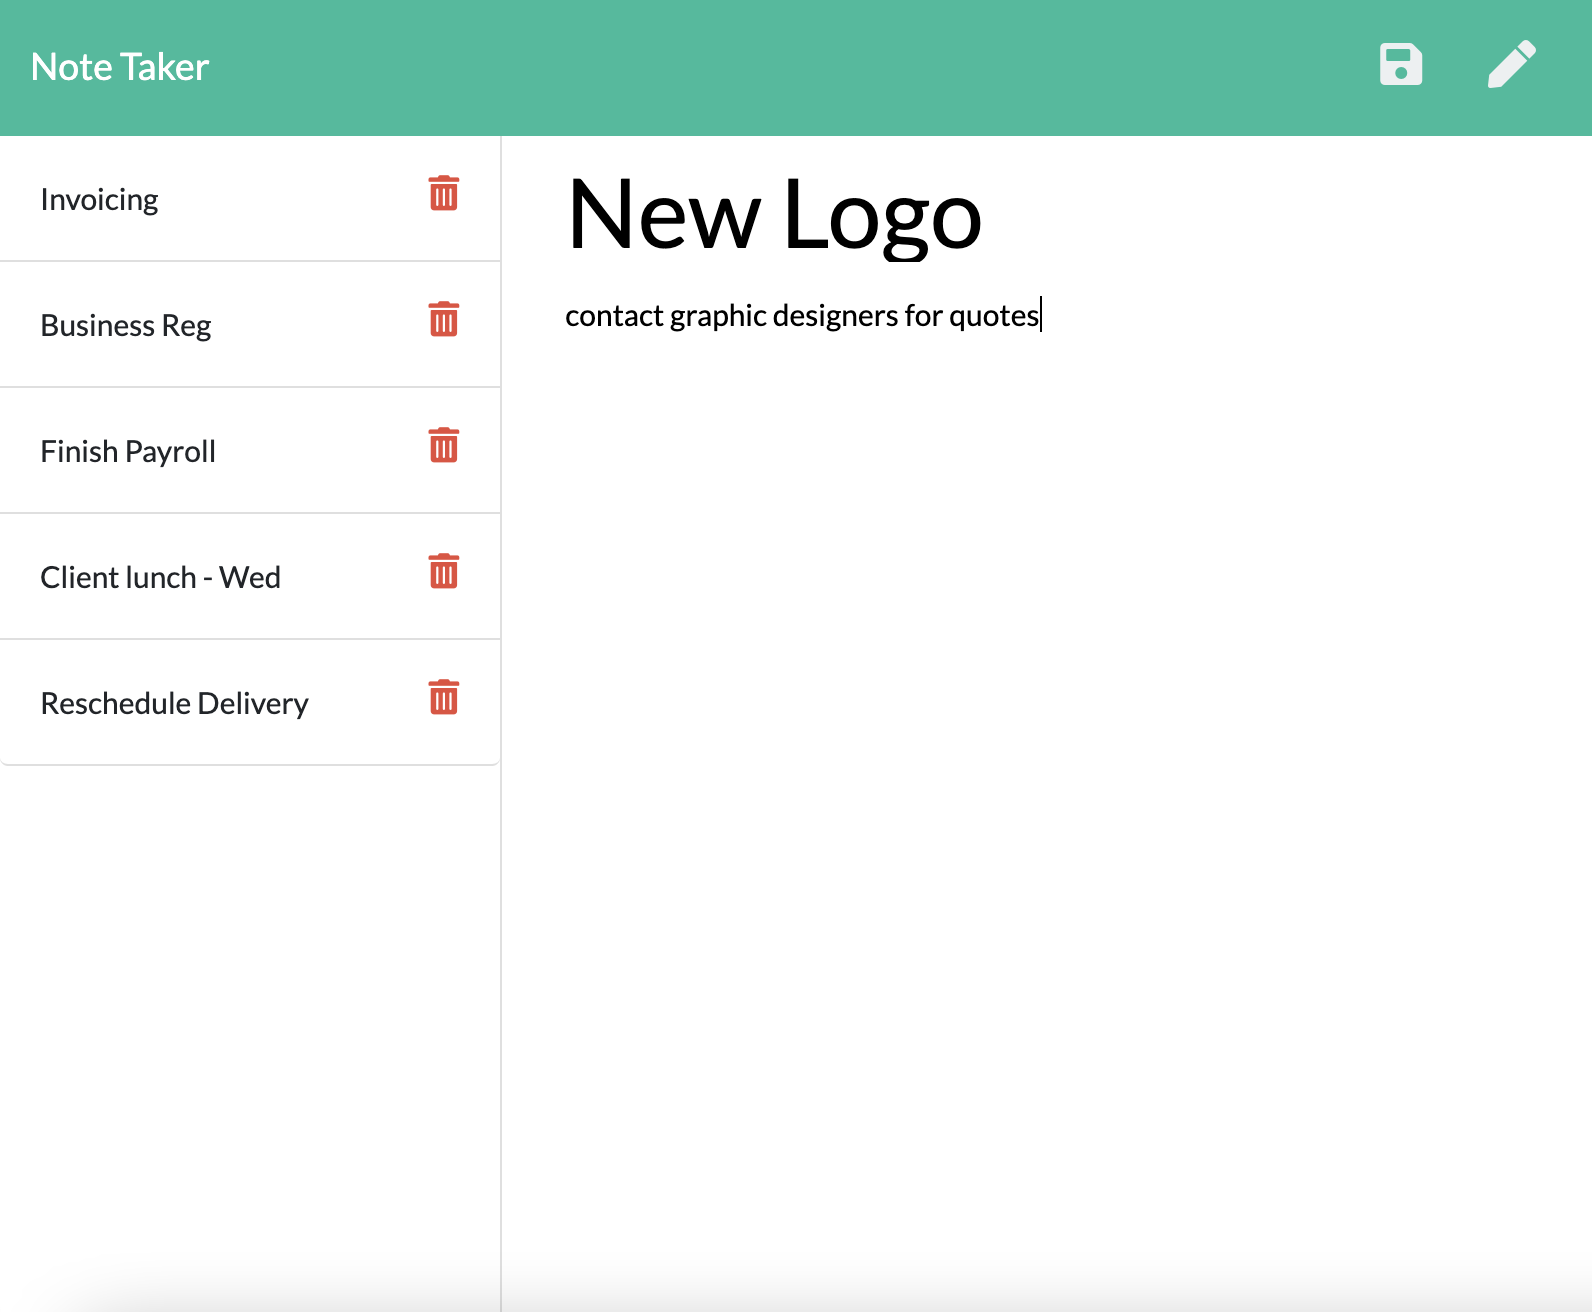 Note Taker
Invoicing
Business Reg
Finish Payroll
Client lunch - Wed
Reschedule Delivery
New Logo
contact graphic designers for quotes